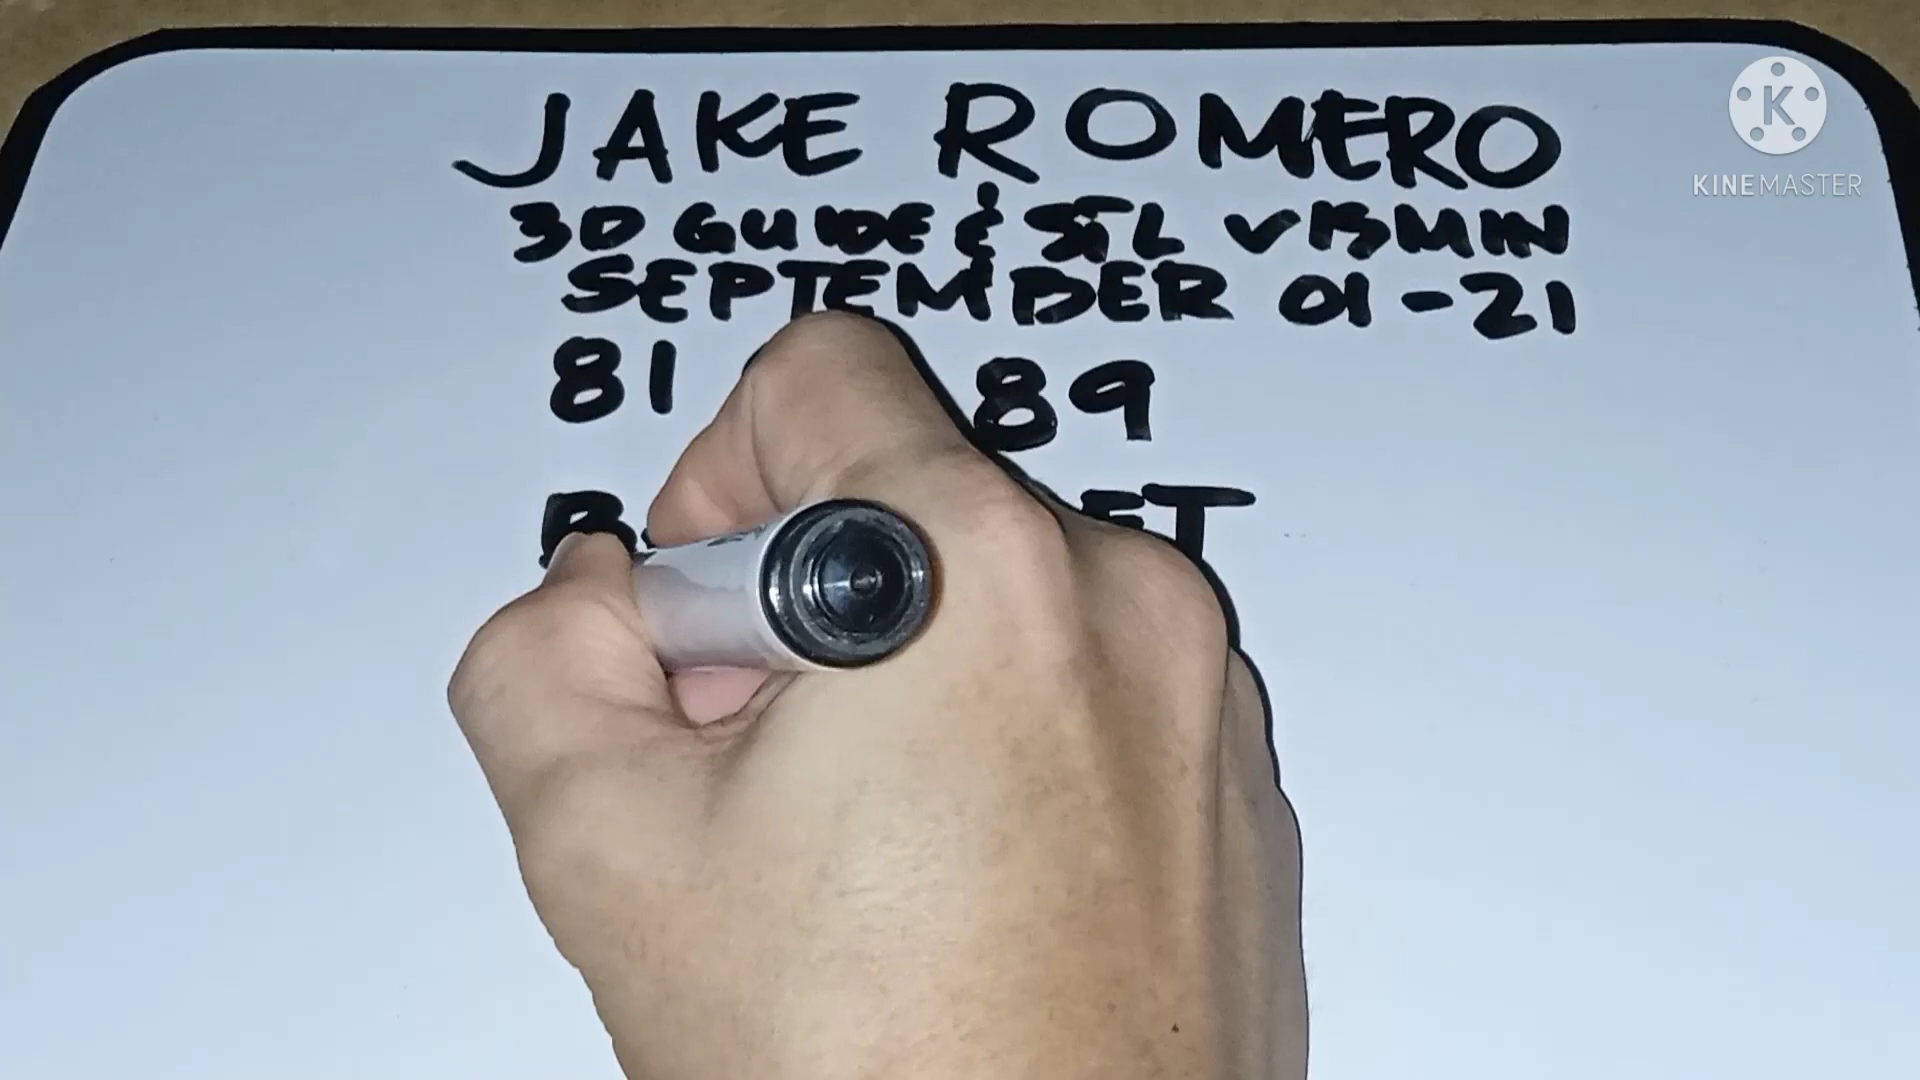 JAKE ROMERO
3D GUIDE & STL VISMIN
SEPTEMBER 01-21
81 89
KINEMASTER